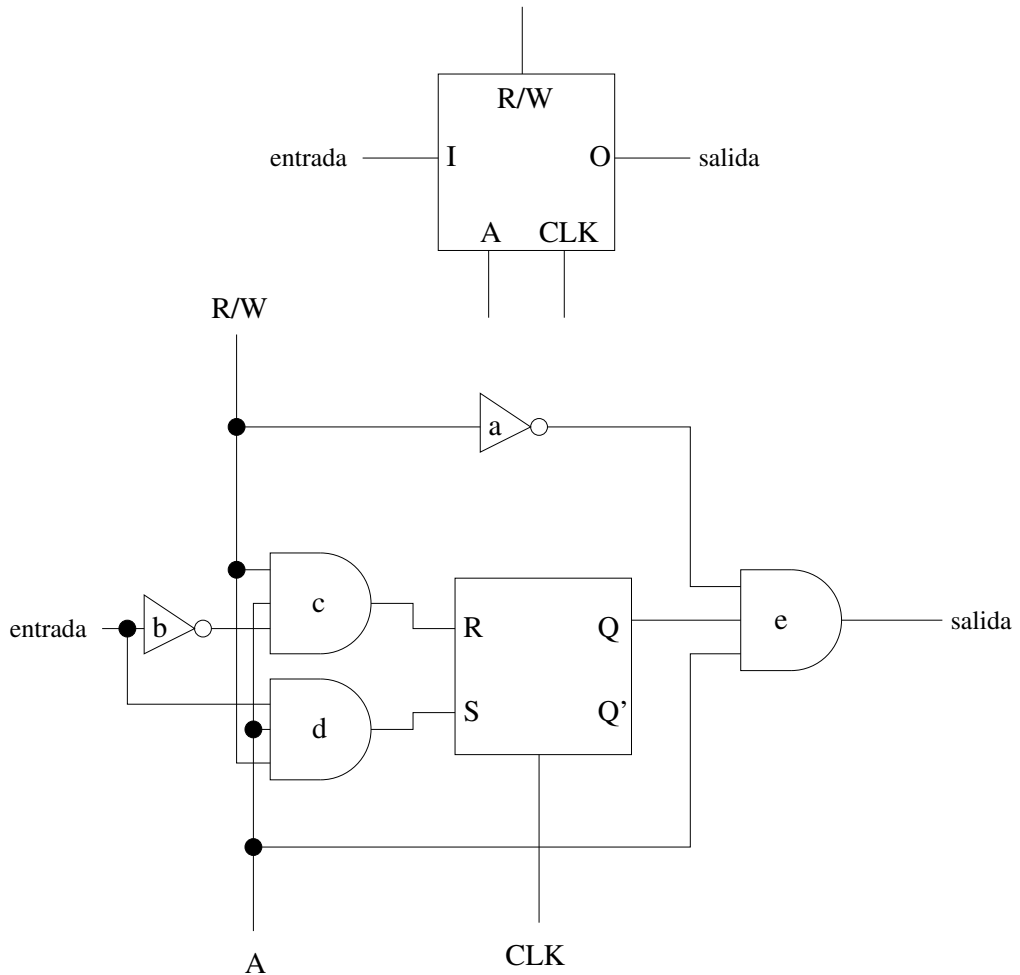 R/W
entrada I O salida
A CLK
R/W
a
c
entrada b R Q e salida
d S Q’
A CLK